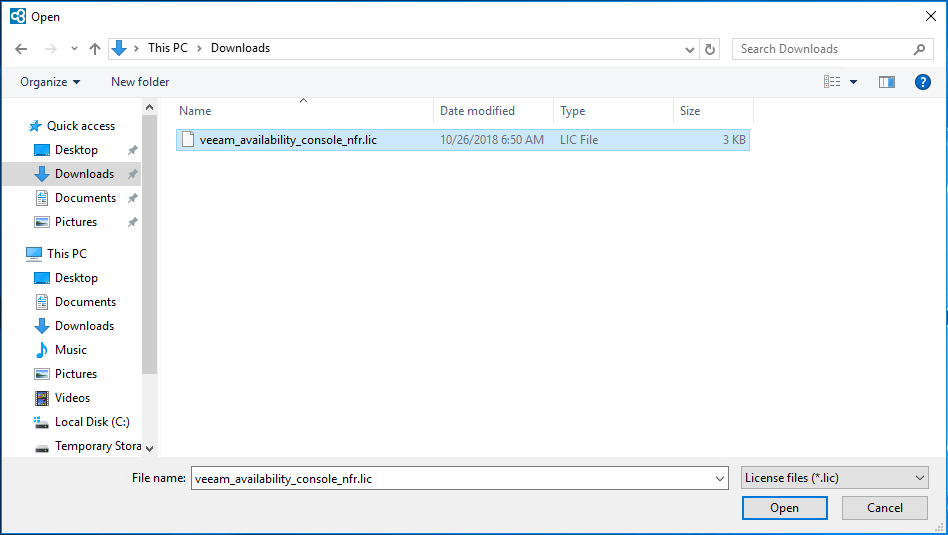 Open
This PC > Downloads
Search Downloads
Organize
New folder
?
Name
Date modified
Type
Size
veeam_availability_console_nfr.lic
10/26/2018 6:50 AM
LIC File
3 KB
Quick access
Desktop
Downloads
Documents
Pictures
This PC
Desktop
Documents
Downloads
Music
Pictures
Videos
Local Disk (C:)
Temporary Stora
File name:
veeam_availability_console_nfr.lic
License files (*.lic)
Open
Cancel